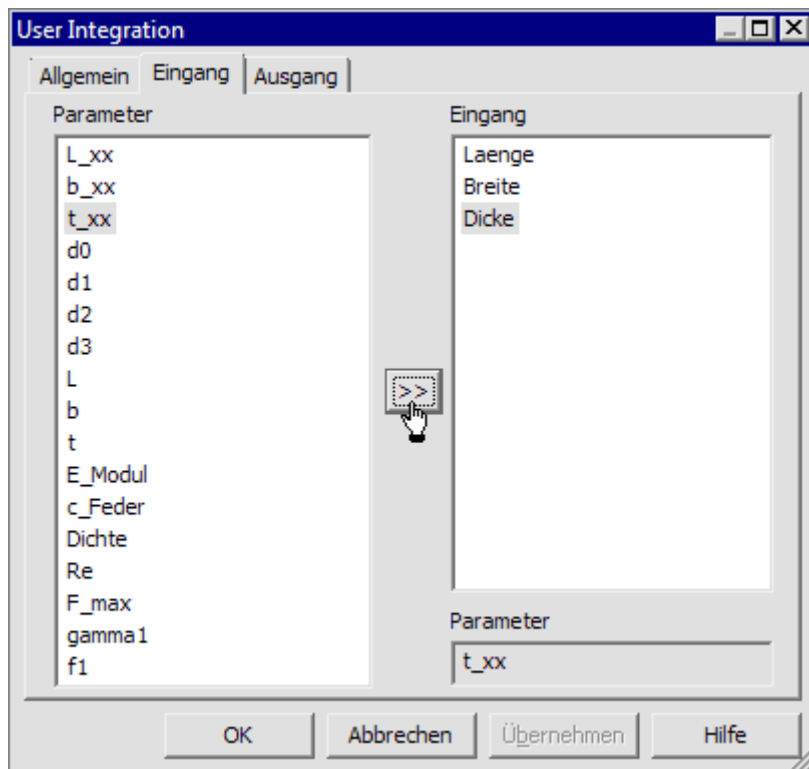 User Integration
Allgemein Eingang Ausgang
Parameter
L_xx
b_xx
t_xx
d0
d1
d2
d3
L
b
t
E_Modul
c_Feder
Dichte
Re
F_max
gamma1
f1
>>
Eingang
Laenge
Breite
Dicke
Parameter
t_xx
OK Abbrechen Übernehmen Hilfe